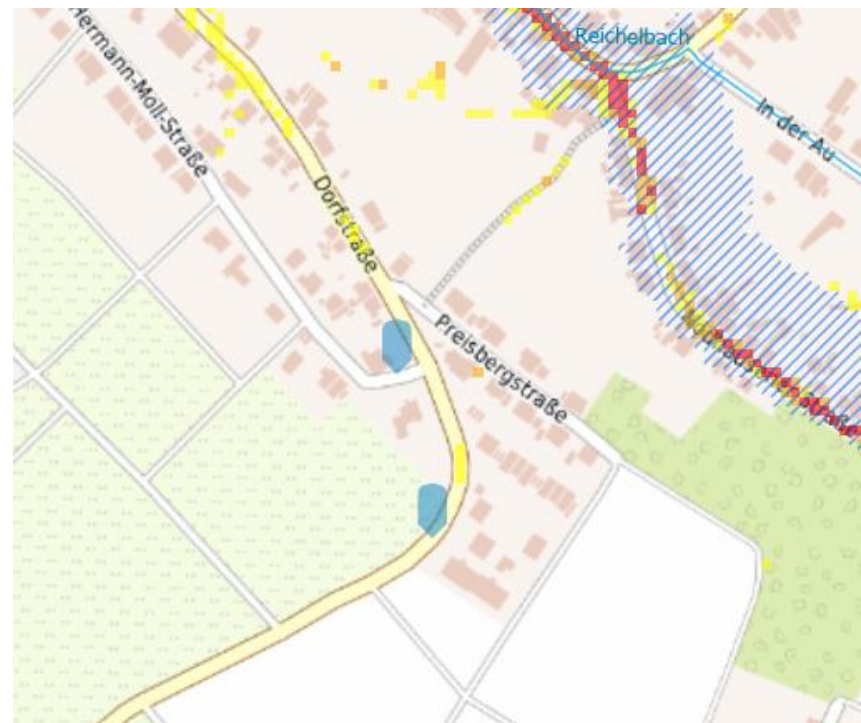 Reichelbach
Hermann-Moll-Straße
In der Au
Dorfstraße
Preisbergstraße